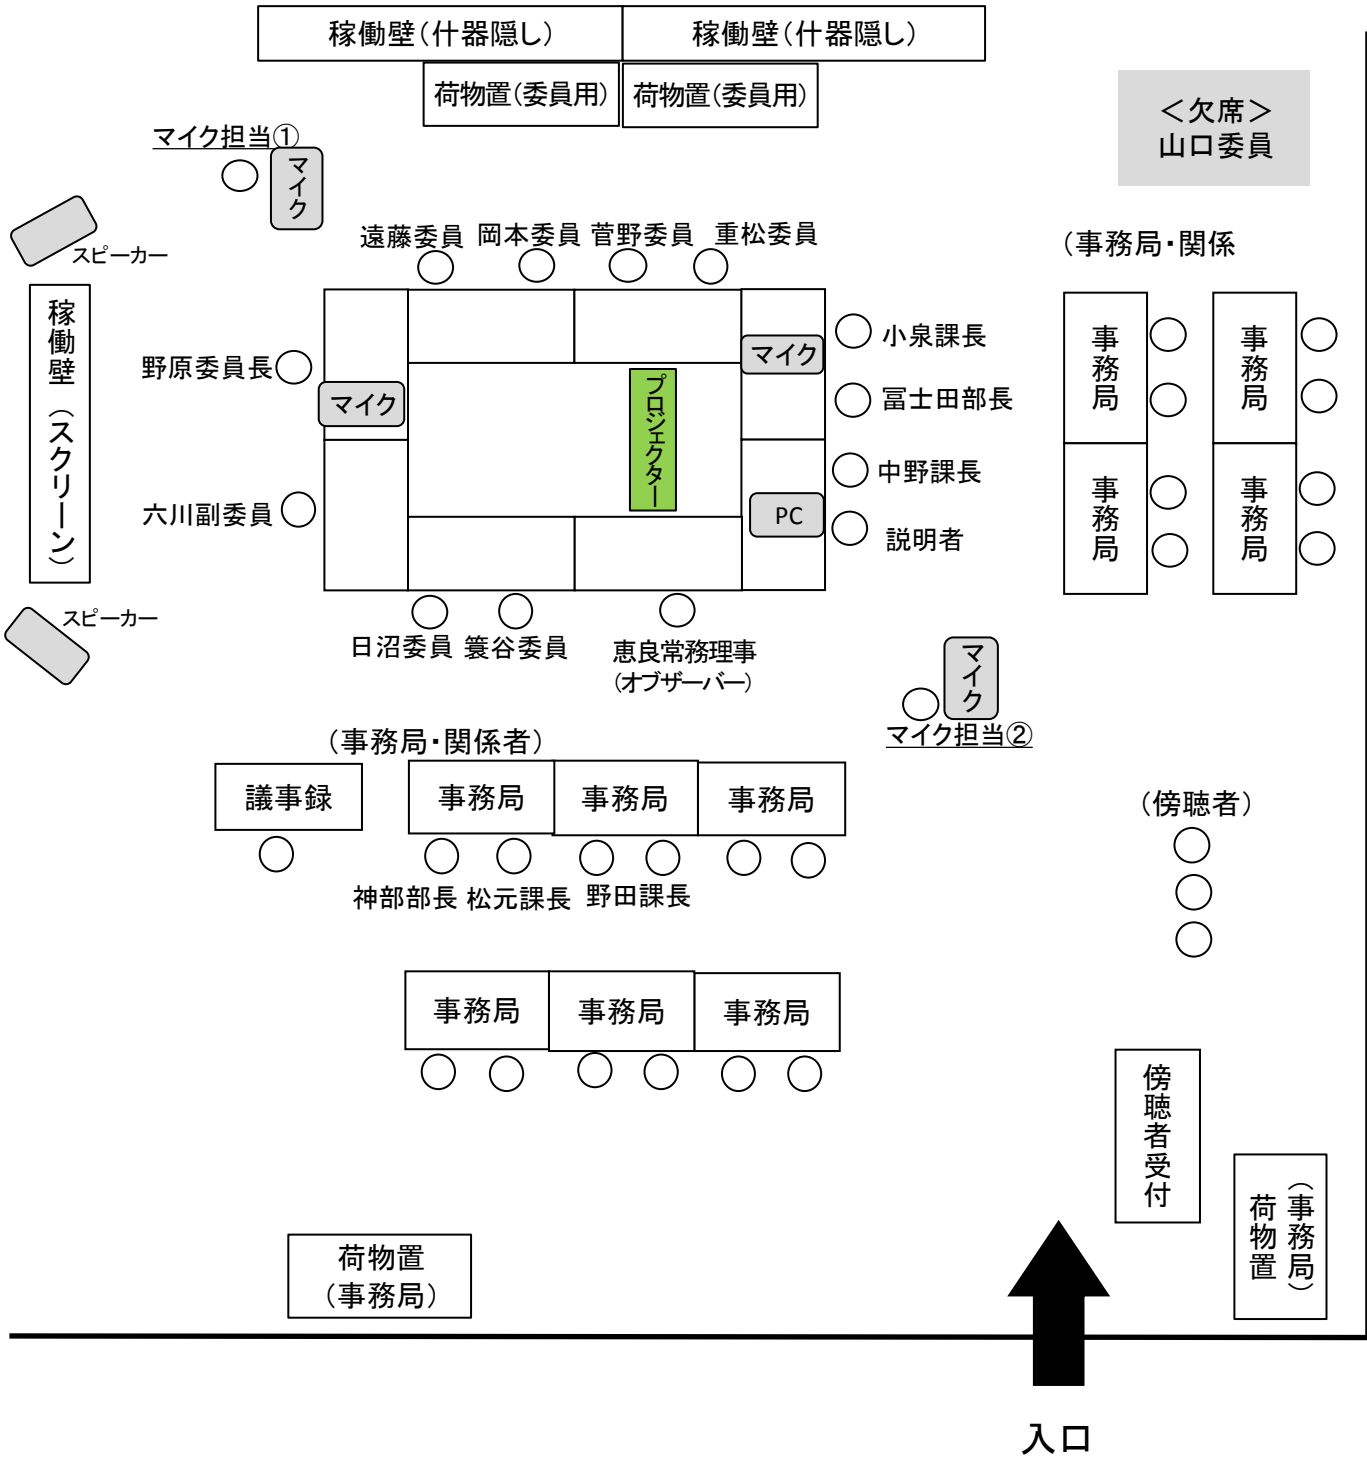 稼働壁（什器隠し）
稼働壁（什器隠し）
荷物置（委員用）
荷物置（委員用）
＜欠席＞
山口委員
マイク担当①
マイク
スピーカー
遠藤委員
岡本委員
菅野委員
重松委員
（事務局・関係
稼働壁（スクリーン）
野原委員長
マイク
プロジェクター
マイク
小泉課長
冨士田部長
事務局
事務局
六川副委員
PC
中野課長
説明者
事務局
事務局
スピーカー
日沼委員
簑谷委員
恵良常務理事
（オブザーバー）
マイク
マイク担当②
（事務局・関係者）
議事録
事務局
事務局
事務局
（傍聴者）
神部部長
松元課長
野田課長
事務局
事務局
事務局
傍聴者受付
荷物置
（事務局）
荷物置
（事務局）
入口